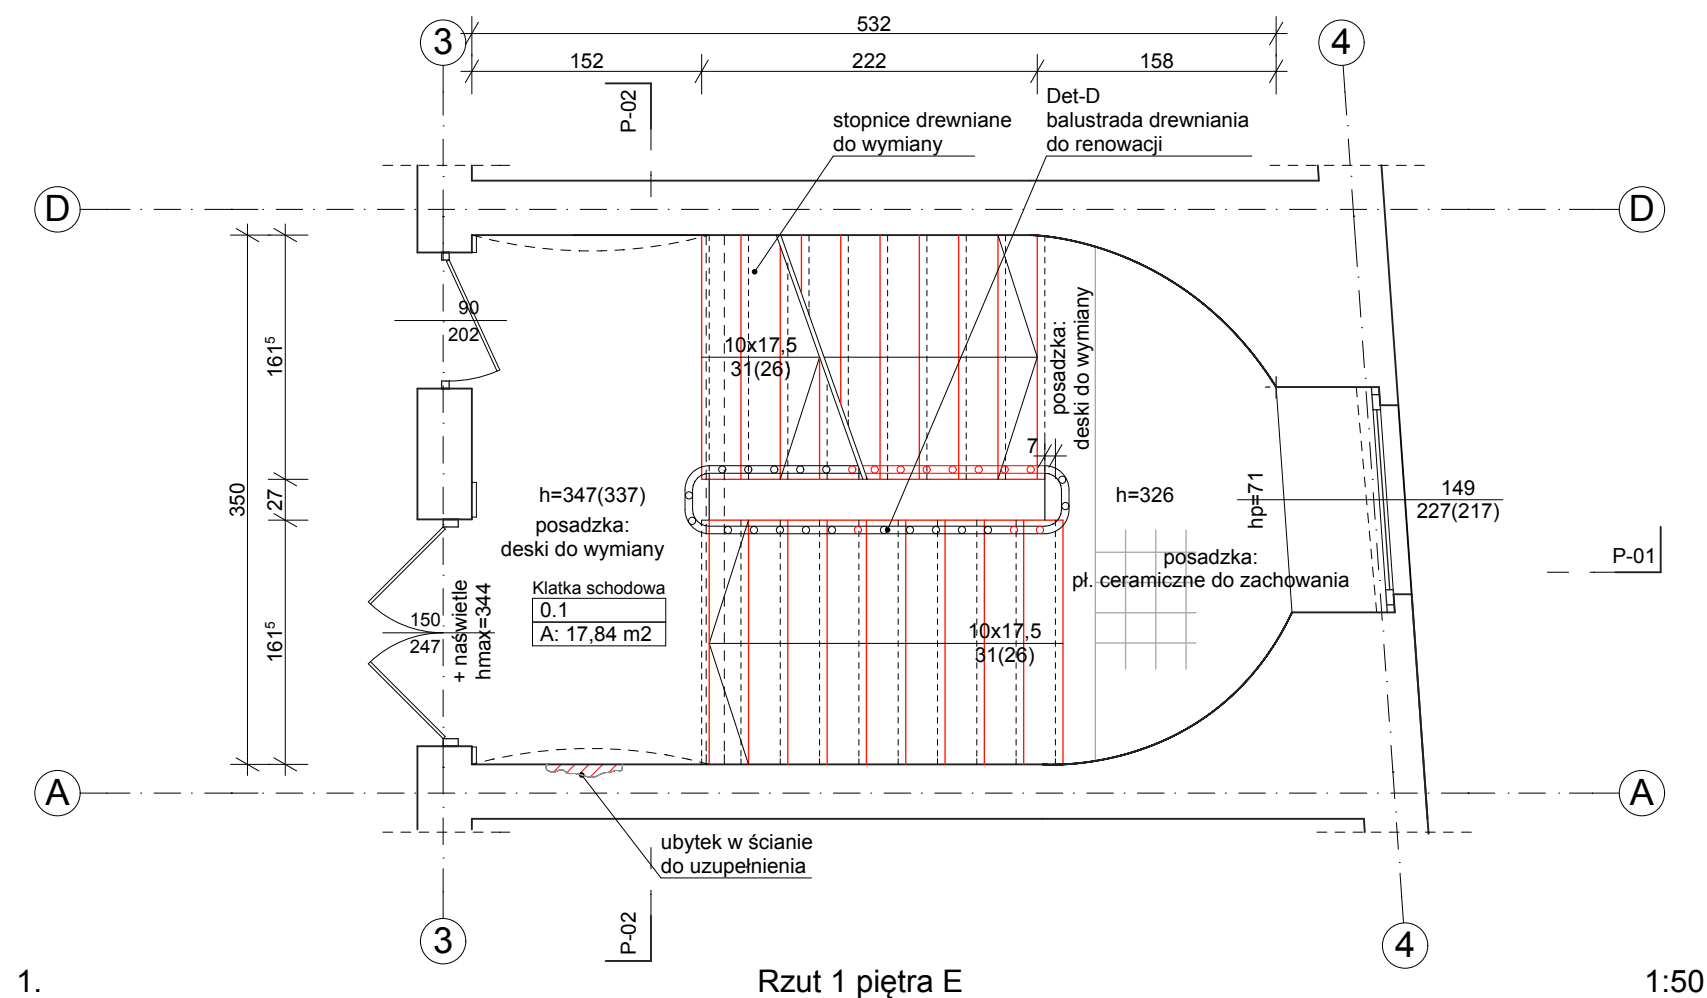 532
152
222
158
3
4
P-02
Det-D
balustrada drewniania
do renowacji
stopnice drewniane
do wymiany
D
D
90
202
161⁵
350
27
161⁵
10x17,5
31(26)
posadzka:
deski do wymiany
7
h=347(337)
posadzka:
deski do wymiany
h=326
hp=71
149
227(217)
P-01
posadzka:
pł. ceramiczne do zachowania
Klatka schodowa
0.1
A: 17,84 m2
150
247
+ naświetle
hmax=344
10x17,5
31(26)
A
A
ubytek w ścianie
do uzupełnienia
P-02
3
4
1.
Rzut 1 piętra E
1:50